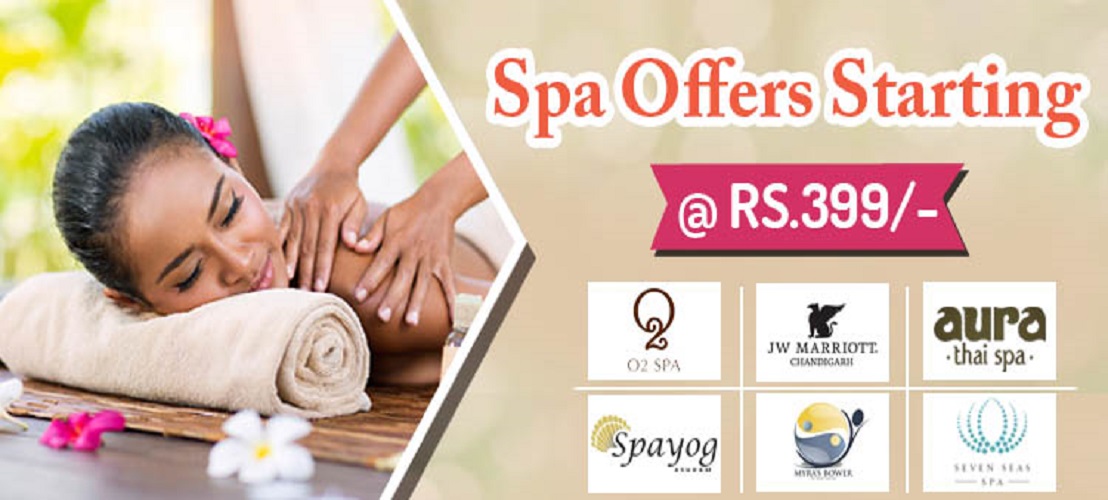 Spa Offers Starting
@ RS.399/-
O2
O2 SPA
JW MARRIOTT.
CHANDIGARH
aura
·thai spa·
Spayog
MYRAS BOWER
SEVEN SEAS
SPA